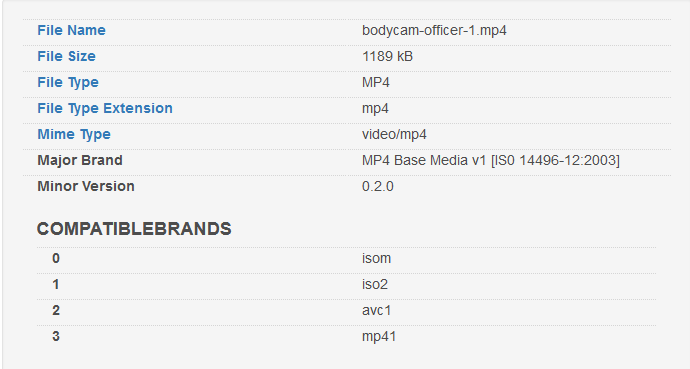 File Name bodycam-officer-1.mp4
File Size 1189 kB
File Type MP4
File Type Extension mp4
Mime Type video/mp4
Major Brand MP4 Base Media v1 [IS0 14496-12:2003]
Minor Version 0.2.0
COMPATIBLEBRANDS
0 isom
1 iso2
2 avc1
3 mp41